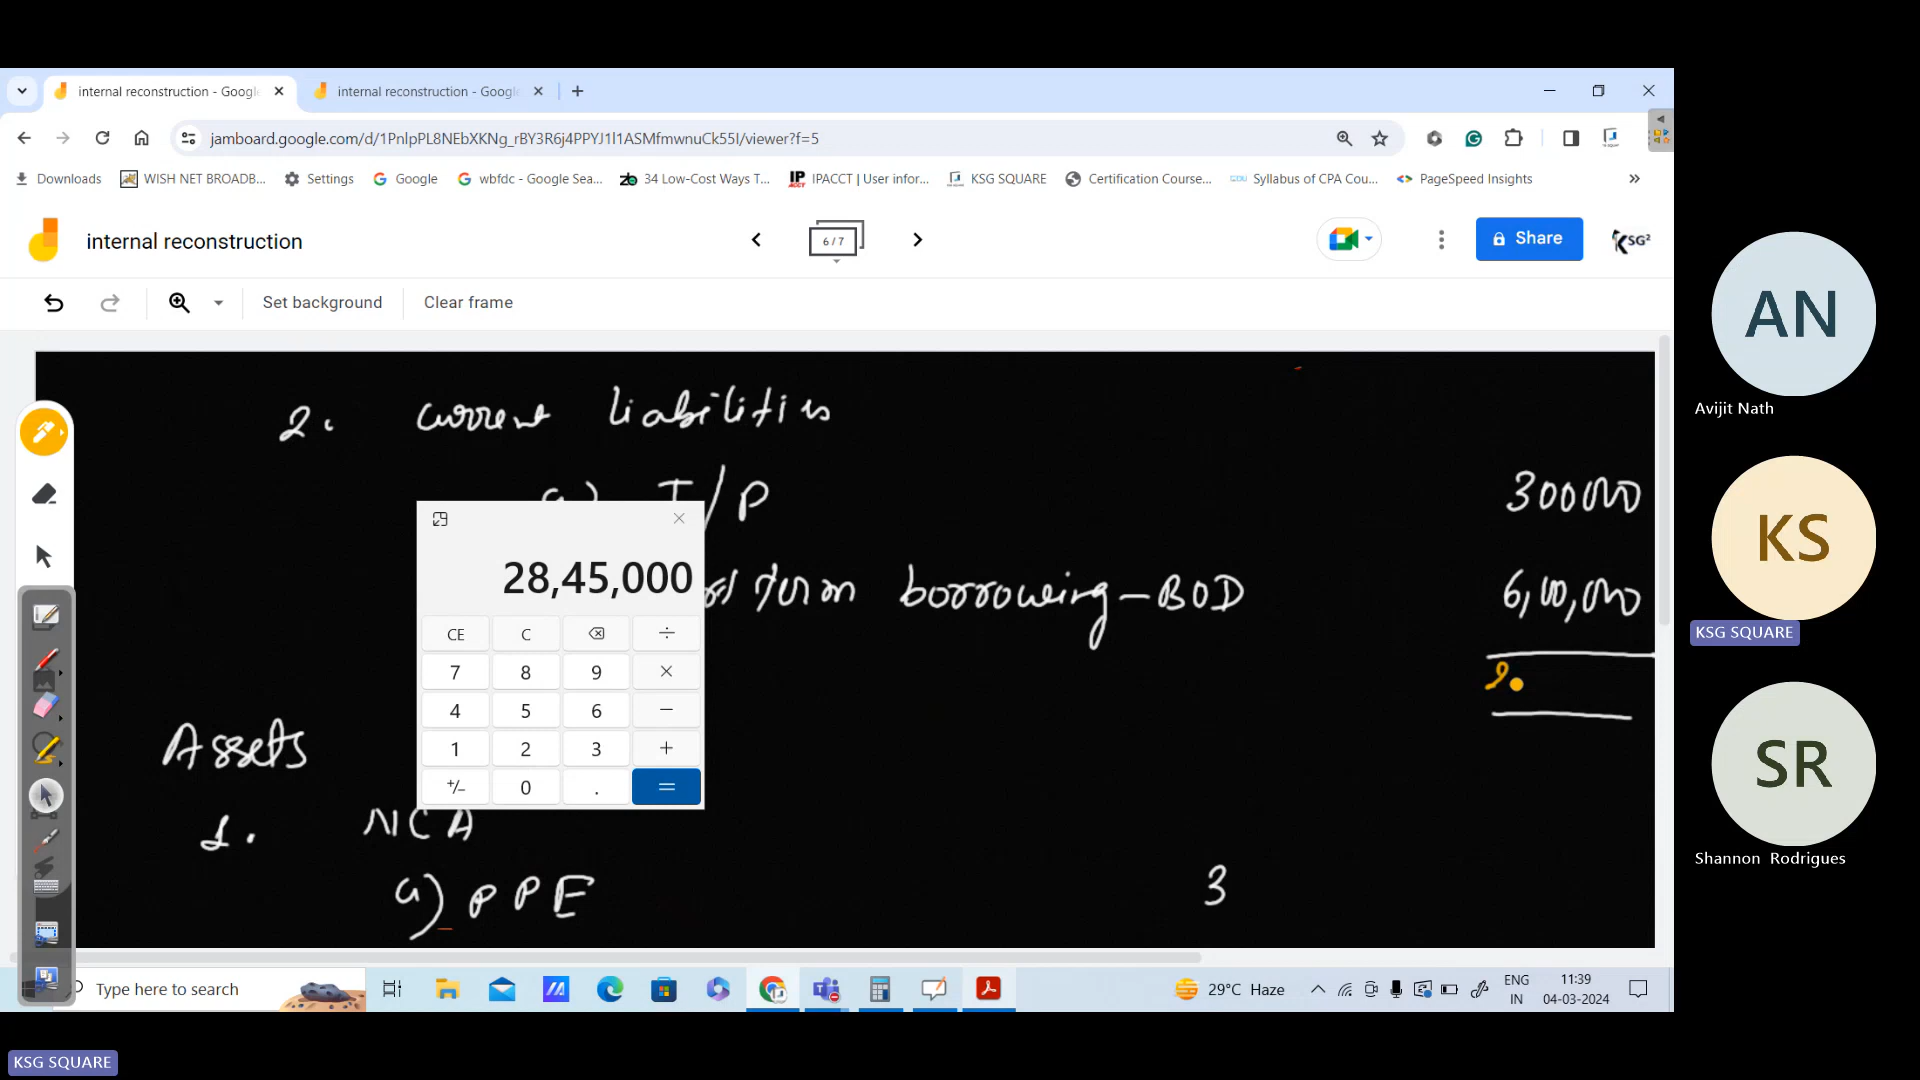 internal reconstruction - Google
internal reconstruction - Google
jamboard.google.com/d/1PnlpPL8NEbXKNg_rBY3R6j4PPYJ1l1ASMfmwnuCk55I/viewer?f=5
Downloads
WISH NET BROADB...
Settings
Google
wbfdc - Google Sea...
34 Low-Cost Ways T...
IPACCT | User infor...
KSG SQUARE
Certification Course...
Syllabus of CPA Cou...
PageSpeed Insights
internal reconstruction
6 / 7
Share
KSG²
Set background
Clear frame
2. current liabilities
a) T/P 300000
term borrowing - BOD 6,00,000
2
28,45,000
CE C ÷
7 8 9 ×
4 5 6 −
1 2 3 +
+/− 0 . =
Assets
1. NCA
a) PPE 3
AN
Avijit Nath
KS
KSG SQUARE
SR
Shannon Rodrigues
Type here to search
29°C Haze
ENG
IN
11:39
04-03-2024
KSG SQUARE